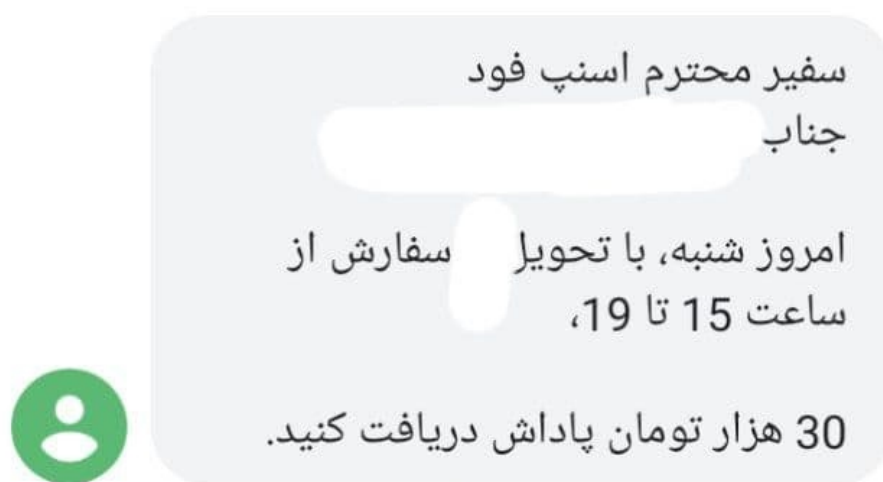 سفیر محترم اسنپ فود
جناب
امروز شنبه، با تحویل سفارش از
ساعت 15 تا 19،
30 هزار تومان پاداش دریافت کنید.